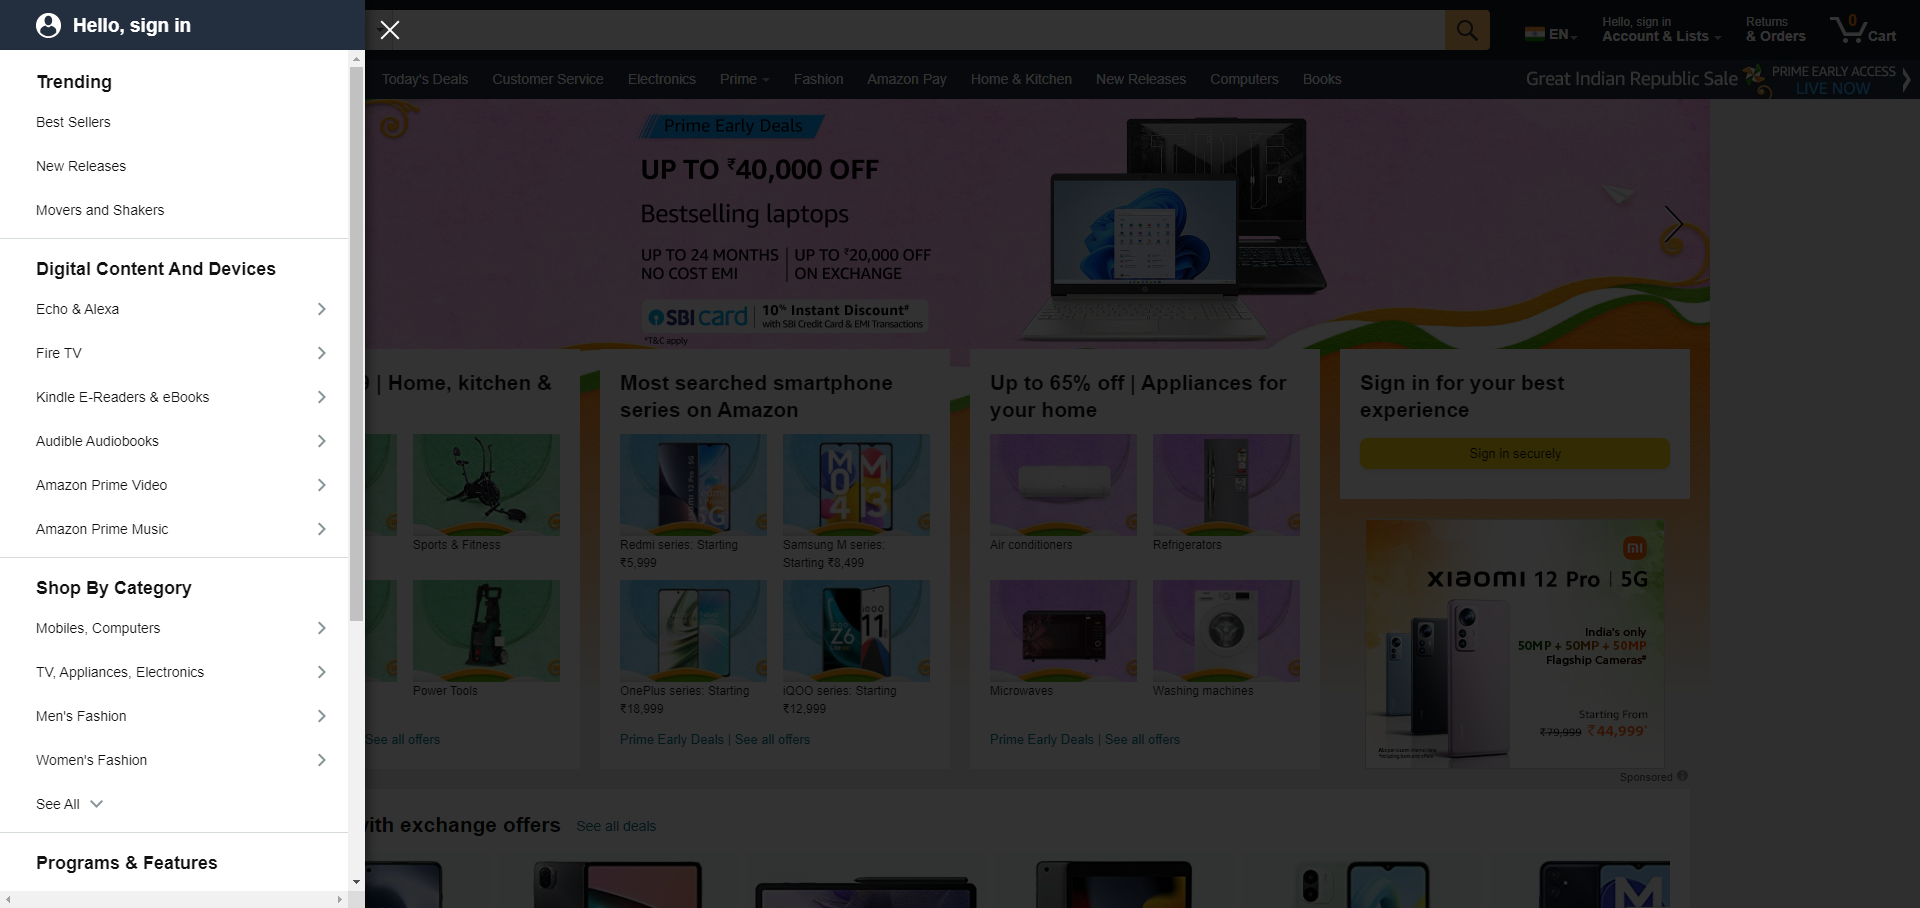 Hello, sign in
Trending
Best Sellers
New Releases
Movers and Shakers
Digital Content And Devices
Echo & Alexa
Fire TV
Kindle E-Readers & eBooks
Audible Audiobooks
Amazon Prime Video
Amazon Prime Music
Shop By Category
Mobiles, Computers
TV, Appliances, Electronics
Men's Fashion
Women's Fashion
See All
Programs & Features
EN
Hello, sign in
Account & Lists
Returns
& Orders
0
Cart
Today's Deals Customer Service Electronics Prime Fashion Amazon Pay Home & Kitchen New Releases Computers Books
Great Indian Republic Sale
PRIME EARLY ACCESS
LIVE NOW
Prime Early Deals
UP TO ₹40,000 OFF
Bestselling laptops
UP TO 24 MONTHS
NO COST EMI
UP TO ₹20,000 OFF
ON EXCHANGE
SBI card
10% Instant Discount#
with SBI Credit Card & EMI Transactions
*T&C apply
| Home, kitchen &
Sports & Fitness
Power Tools
See all offers
Most searched smartphone
series on Amazon
Redmi series: Starting
₹5,999
M04
M13
Samsung M series:
Starting ₹8,499
OnePlus series: Starting
₹18,999
Z6
iQOO
11
iQOO series: Starting
₹12,999
Prime Early Deals | See all offers
Up to 65% off | Appliances for
your home
Air conditioners
Refrigerators
Microwaves
Washing machines
Prime Early Deals | See all offers
Sign in for your best
experience
Sign in securely
mi
XIAOMI 12 Pro | 5G
India's only
50MP + 50MP + 50MP
Flagship Cameras#
Starting From
₹79,999 ₹44,999*
Sponsored
with exchange offers
See all deals